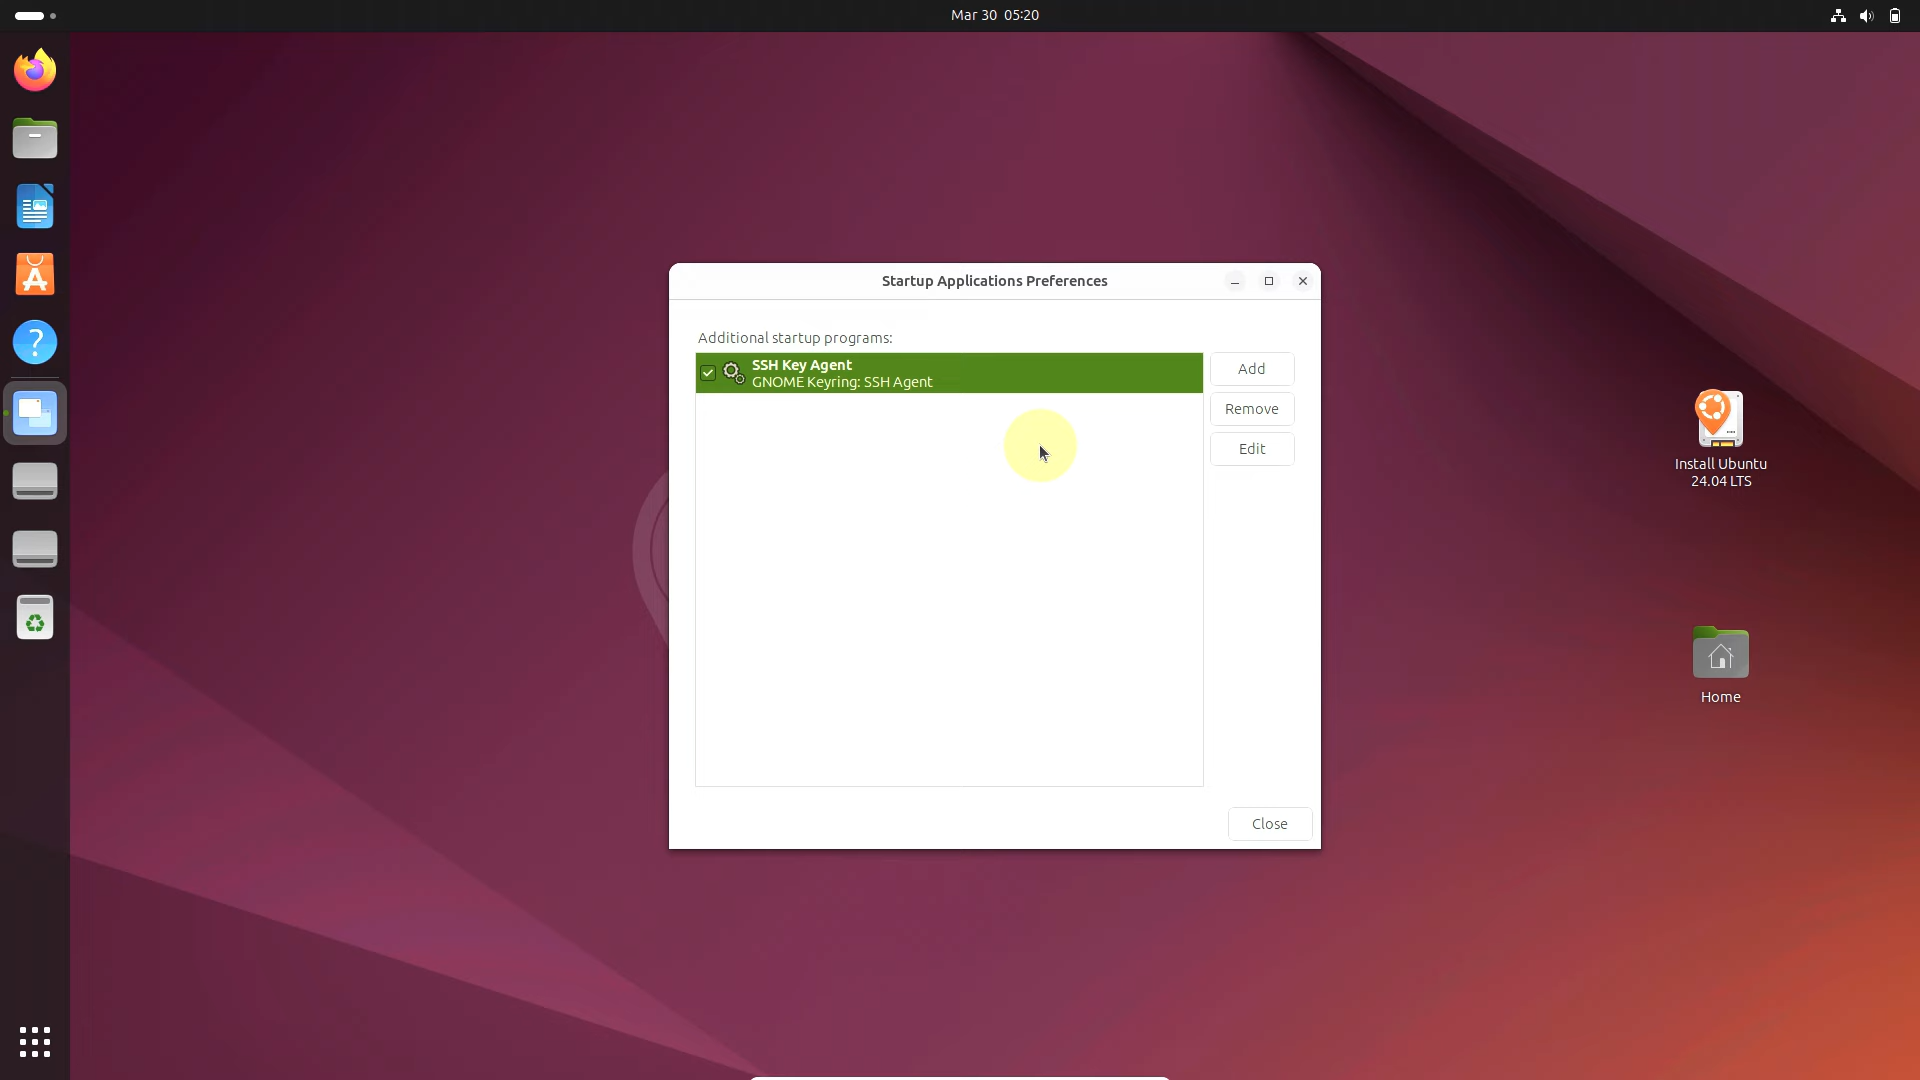 Mar 30 05:20
Startup Applications Preferences
Additional startup programs:
SSH Key Agent
GNOME Keyring: SSH Agent
Add
Remove
Edit
Close
Install Ubuntu
24.04 LTS
Home